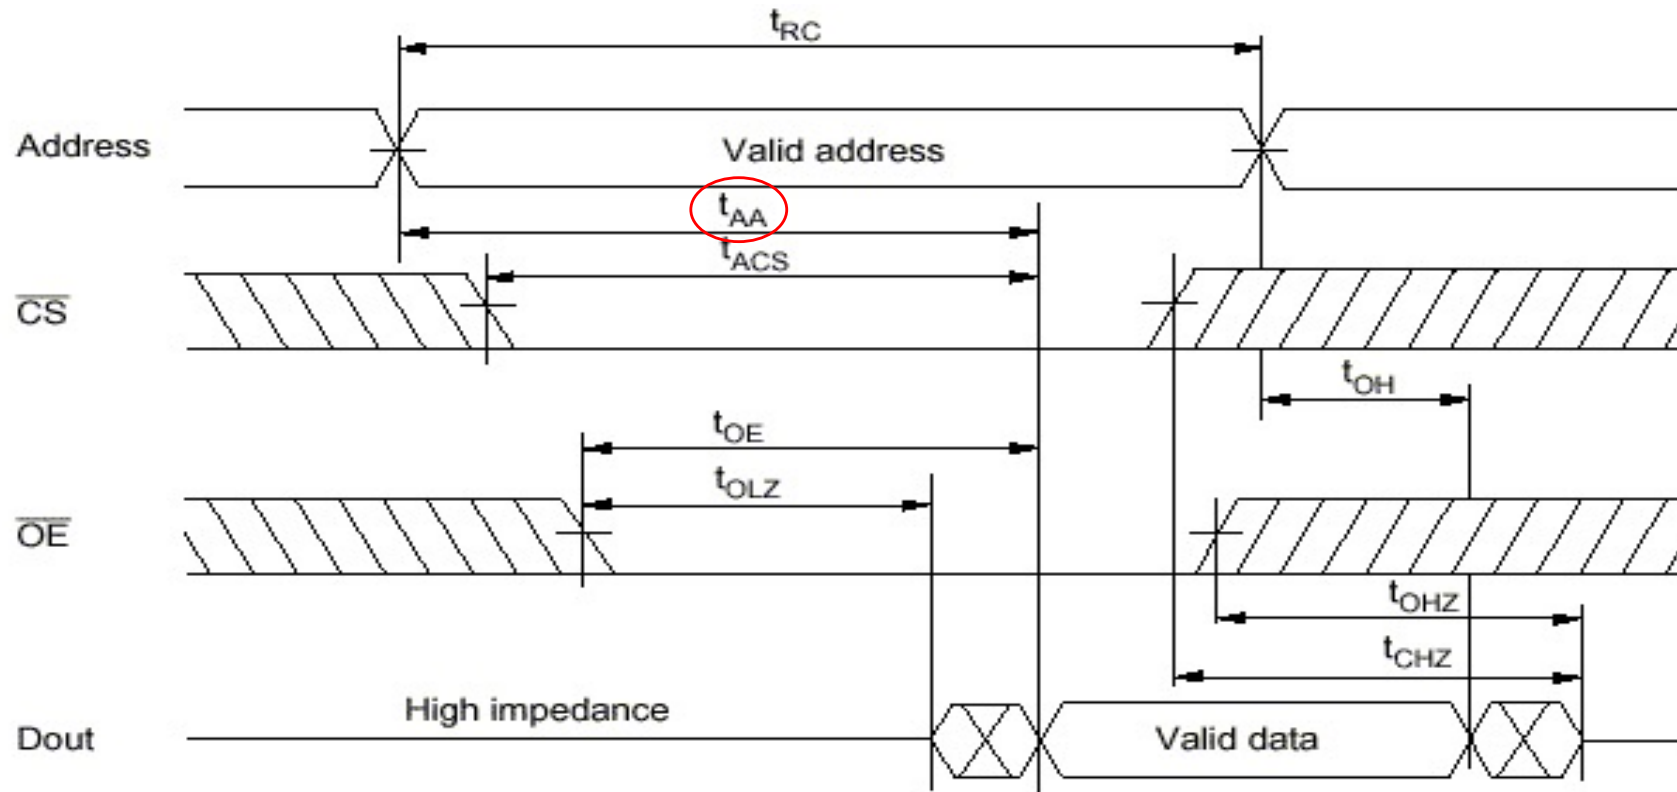 tRC
Address
Valid address
tAA
tACS
CS
tOH
tOE
tOLZ
OE
tOHZ
tCHZ
High impedance
Dout
Valid data